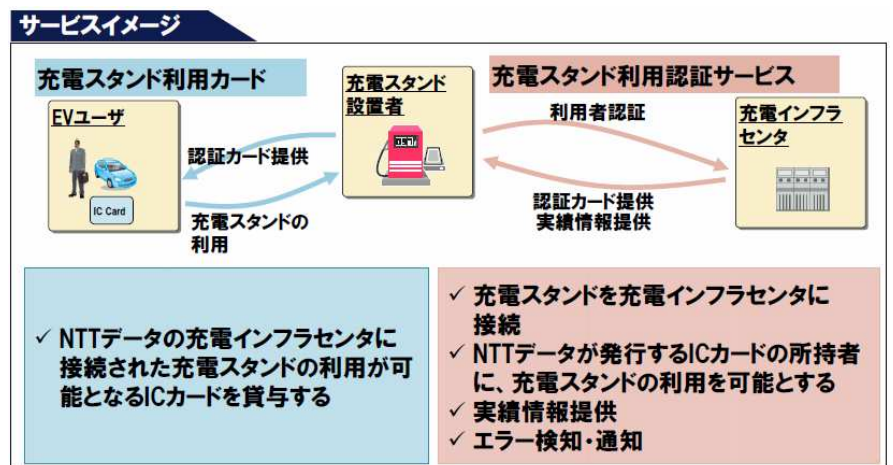 サービスイメージ
充電スタンド利用カード
充電スタンド
設置者
充電スタンド利用認証サービス
EVユーザ
IC Card
認証カード提供
充電スタンドの
利用
利用者認証
認証カード提供
実績情報提供
充電インフラ
センタ
✓ NTTデータの充電インフラセンタに
接続された充電スタンドの利用が可
能となるICカードを貸与する
✓ 充電スタンドを充電インフラセンタに
接続
✓ NTTデータが発行するICカードの所持者
に、充電スタンドの利用を可能とする
✓ 実績情報提供
✓ エラー検知・通知